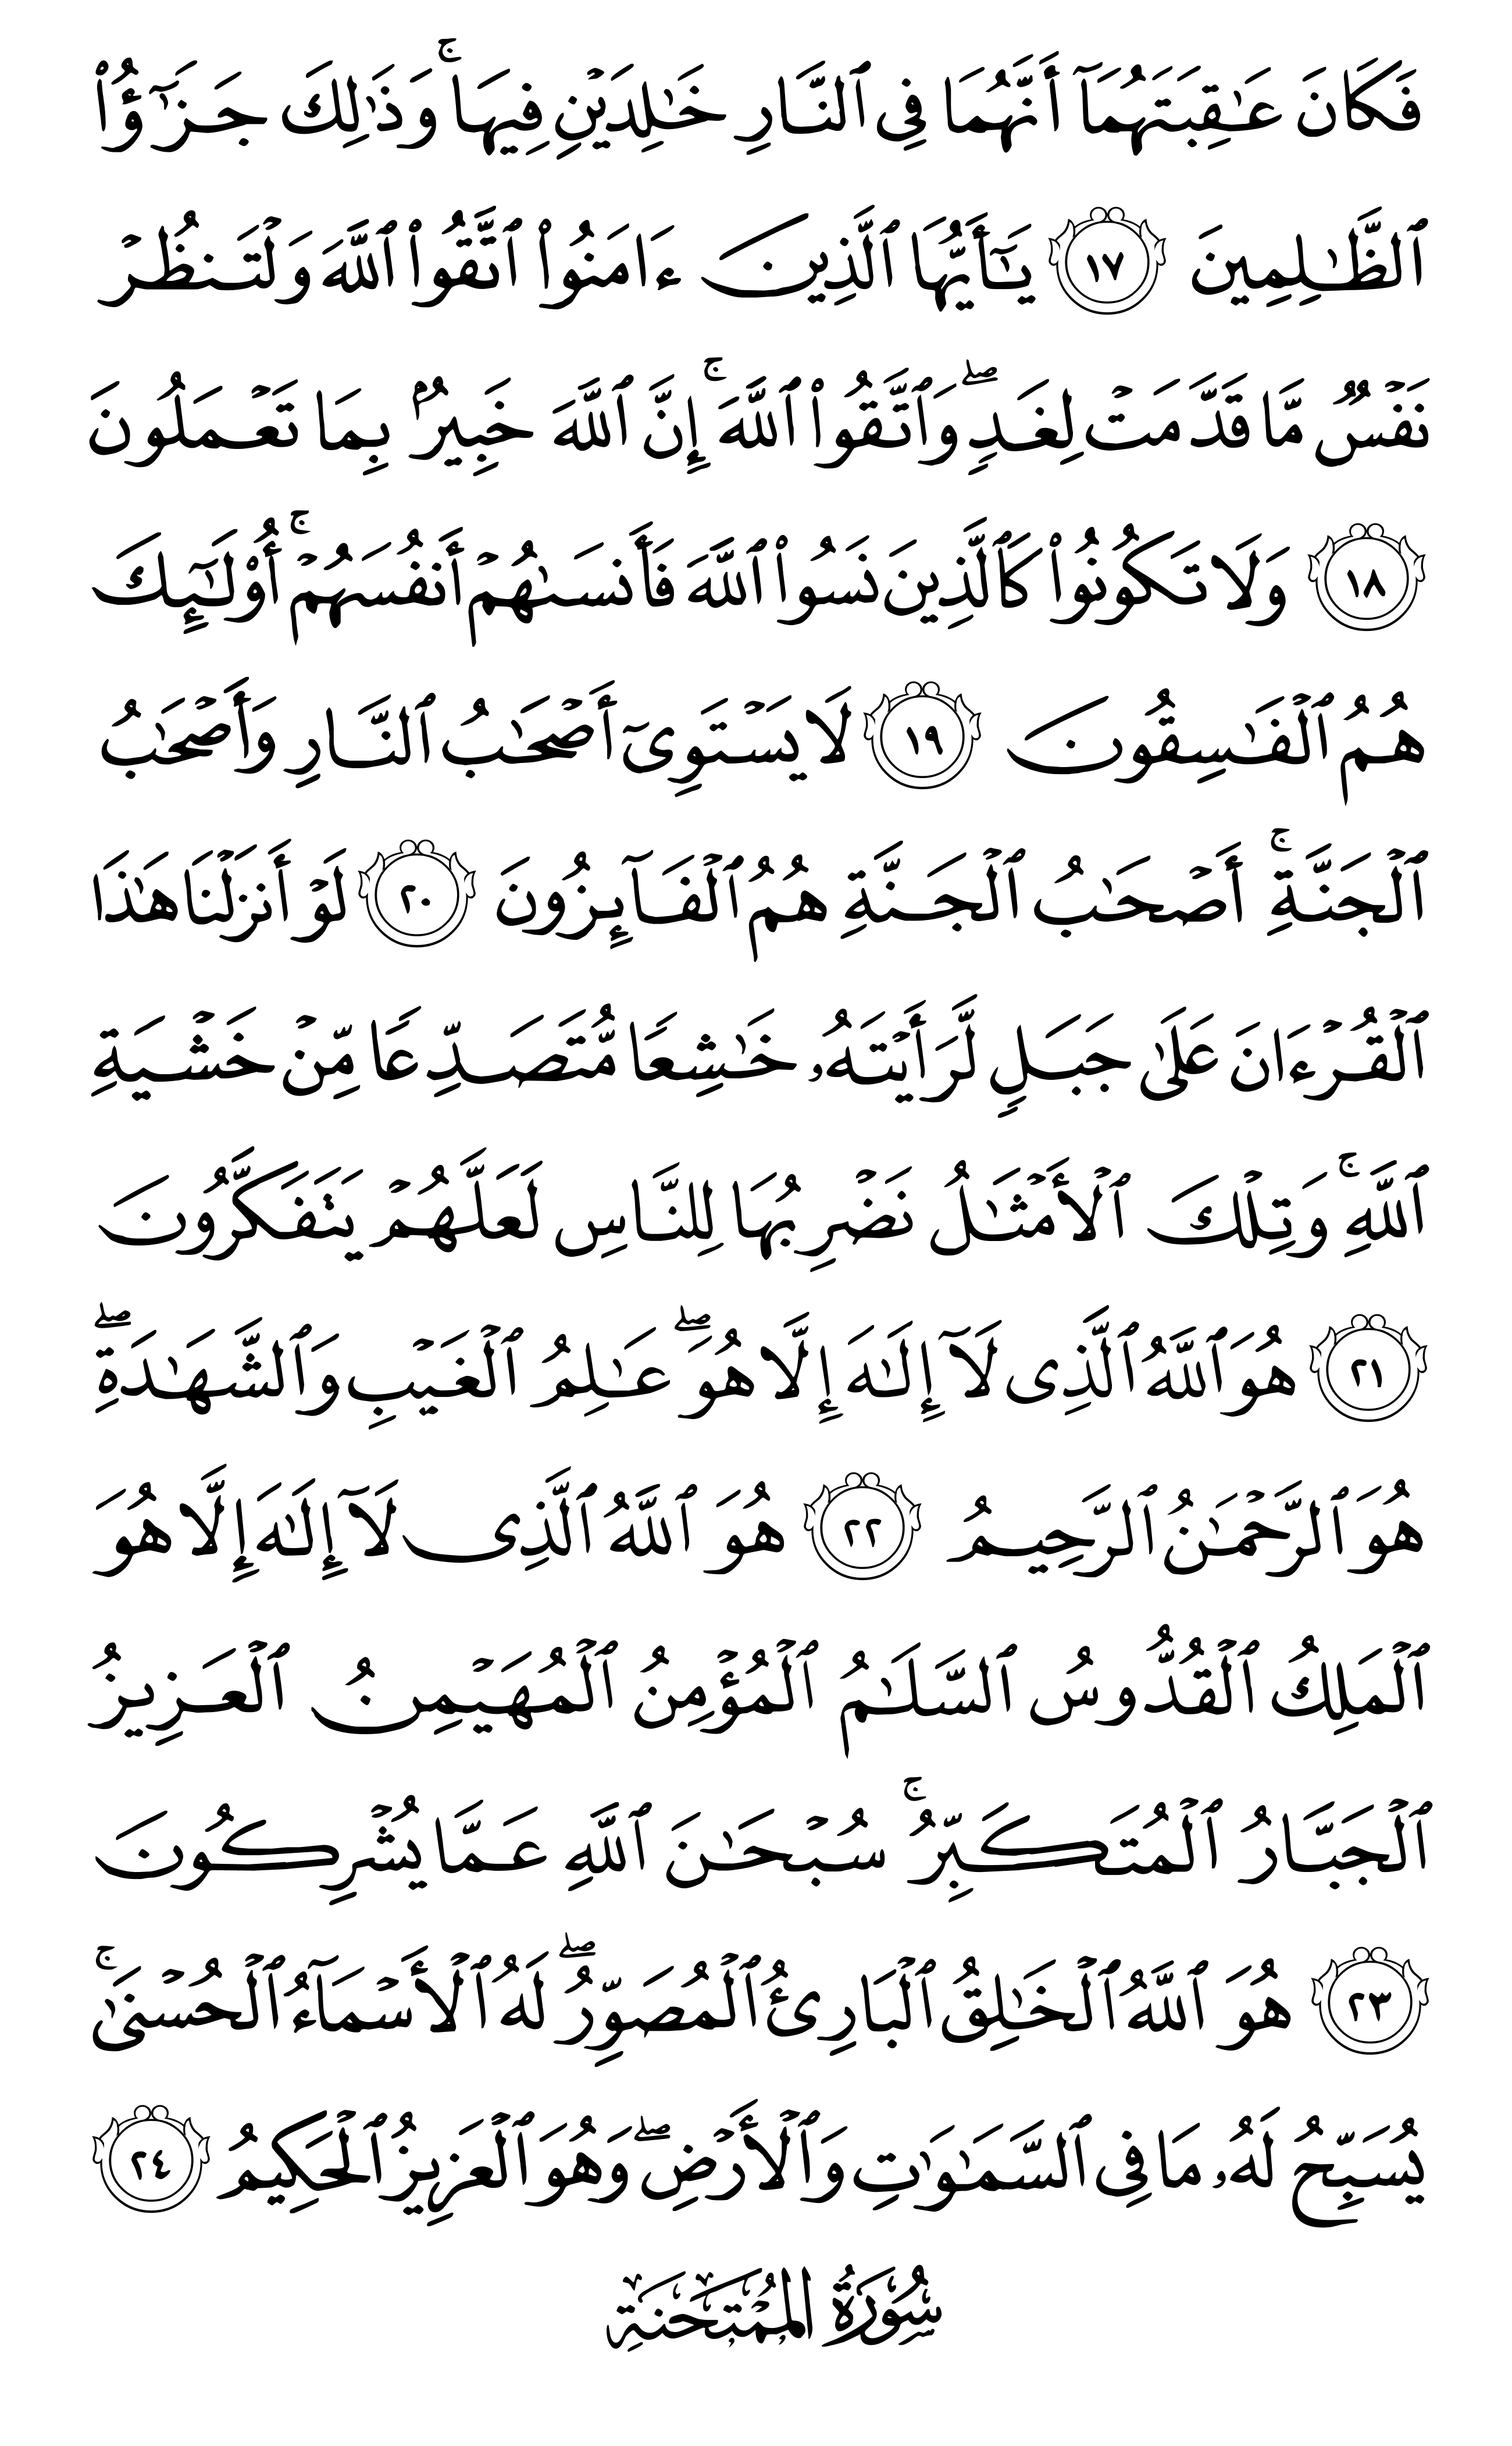 فَكَانَ عَـٰقِبَتَهُمَآ أَنَّهُمَا فِى ٱلنَّارِ خَـٰلِدَيْنِ فِيهَا ۚ وَذَٰلِكَ جَزَٰٓؤُا۟
ٱلظَّـٰلِمِينَ ١٧ يَـٰٓأَيُّهَا ٱلَّذِينَ ءَامَنُوا۟ ٱتَّقُوا۟ ٱللَّهَ وَلْتَنظُرْ
نَفْسٌ مَّا قَدَّمَتْ لِغَدٍ ۖ وَٱتَّقُوا۟ ٱللَّهَ ۚ إِنَّ ٱللَّهَ خَبِيرٌۢ بِمَا تَعْمَلُونَ
١٨ وَلَا تَكُونُوا۟ كَٱلَّذِينَ نَسُوا۟ ٱللَّهَ فَأَنسَىٰهُمْ أَنفُسَهُمْ ۚ أُو۟لَـٰٓئِكَ
هُمُ ٱلْفَـٰسِقُونَ ١٩ لَا يَسْتَوِىٓ أَصْحَـٰبُ ٱلنَّارِ وَأَصْحَـٰبُ
ٱلْجَنَّةِ ۚ أَصْحَـٰبُ ٱلْجَنَّةِ هُمُ ٱلْفَآئِزُونَ ٢٠ لَوْ أَنزَلْنَا هَـٰذَا
ٱلْقُرْءَانَ عَلَىٰ جَبَلٍ لَّرَأَيْتَهُۥ خَـٰشِعًا مُّتَصَدِّعًا مِّنْ خَشْيَةِ
ٱللَّهِ ۚ وَتِلْكَ ٱلْأَمْثَـٰلُ نَضْرِبُهَا لِلنَّاسِ لَعَلَّهُمْ يَتَفَكَّرُونَ
٢١ هُوَ ٱللَّهُ ٱلَّذِى لَآ إِلَـٰهَ إِلَّا هُوَ ۖ عَـٰلِمُ ٱلْغَيْبِ وَٱلشَّهَـٰدَةِ ۖ
هُوَ ٱلرَّحْمَـٰنُ ٱلرَّحِيمُ ٢٢ هُوَ ٱللَّهُ ٱلَّذِى لَآ إِلَـٰهَ إِلَّا هُوَ
ٱلْمَلِكُ ٱلْقُدُّوسُ ٱلسَّلَـٰمُ ٱلْمُؤْمِنُ ٱلْمُهَيْمِنُ ٱلْعَزِيزُ
ٱلْجَبَّارُ ٱلْمُتَكَبِّرُ ۚ سُبْحَـٰنَ ٱللَّهِ عَمَّا يُشْرِكُونَ
٢٣ هُوَ ٱللَّهُ ٱلْخَـٰلِقُ ٱلْبَارِئُ ٱلْمُصَوِّرُ ۖ لَهُ ٱلْأَسْمَآءُ ٱلْحُسْنَىٰ ۚ
يُسَبِّحُ لَهُۥ مَا فِى ٱلسَّمَـٰوَٰتِ وَٱلْأَرْضِ ۖ وَهُوَ ٱلْعَزِيزُ ٱلْحَكِيمُ ٢٤
سُورَةُ المُمْتَحَنَةِ